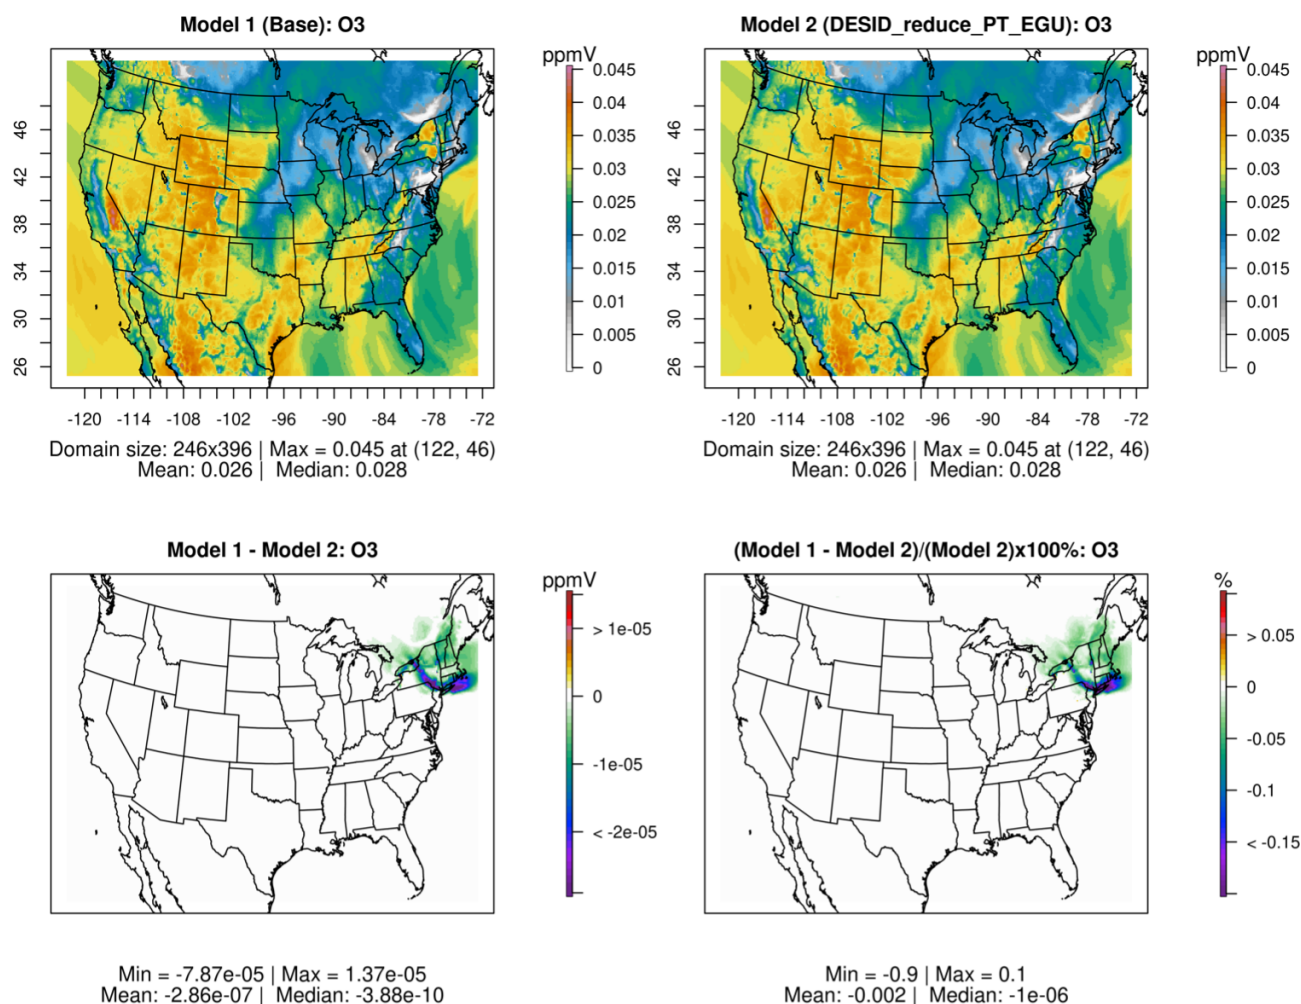 Model 1 (Base): O3
ppmV
0.045
0.04
0.035
0.03
0.025
0.02
0.015
0.01
0.005
0
46
42
38
34
30
26
-120 -114 -108 -102 -96 -90 -84 -78 -72
Domain size: 246x396 | Max = 0.045 at (122, 46)
Mean: 0.026 | Median: 0.028
Model 2 (DESID_reduce_PT_EGU): O3
ppmV
0.045
0.04
0.035
0.03
0.025
0.02
0.015
0.01
0.005
0
46
42
38
34
30
26
-120 -114 -108 -102 -96 -90 -84 -78 -72
Domain size: 246x396 | Max = 0.045 at (122, 46)
Mean: 0.026 | Median: 0.028
Model 1 - Model 2: O3
ppmV
> 1e-05
0
-1e-05
< -2e-05
Min = -7.87e-05 | Max = 1.37e-05
Mean: -2.86e-07 | Median: -3.88e-10
(Model 1 - Model 2)/(Model 2)x100%: O3
%
> 0.05
0
-0.05
-0.1
< -0.15
Min = -0.9 | Max = 0.1
Mean: -0.002 | Median: -1e-06